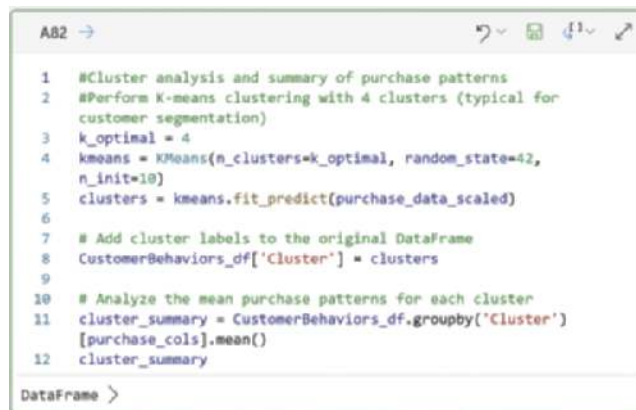 A82
1 #Cluster analysis and summary of purchase patterns
2 #Perform K-means clustering with 4 clusters (typical for
customer segmentation)
3 k_optimal = 4
4 kmeans = KMeans(n_clusters=k_optimal, random_state=42,
n_init=10)
5 clusters = kmeans.fit_predict(purchase_data_scaled)
6
7 # Add cluster labels to the original DataFrame
8 CustomerBehaviors_df['Cluster'] = clusters
9
10 # Analyze the mean purchase patterns for each cluster
11 cluster_summary = CustomerBehaviors_df.groupby('Cluster')
[purchase_cols].mean()
12 cluster_summary
DataFrame >